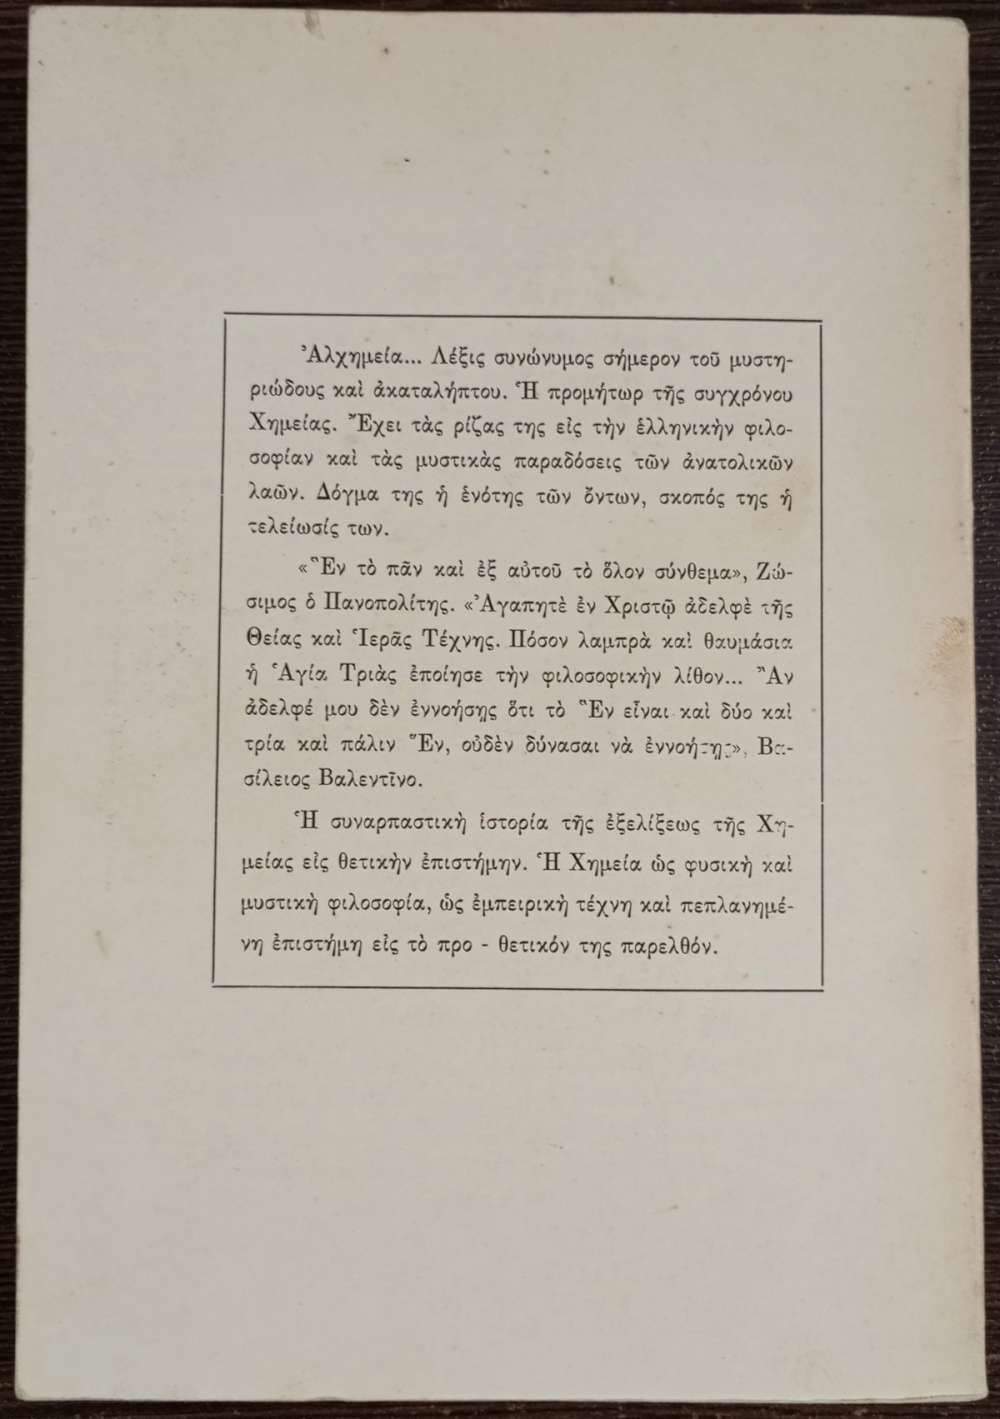 Ἀλχημεία... Λέξις συνώνυμος σήμερον τοῦ μυστη-
ριώδους καὶ ἀκαταλήπτου. Ἡ προμήτωρ τῆς συγχρόνου
Χημείας. Ἔχει τὰς ρίζας της εἰς τὴν ἑλληνικὴν φιλο-
σοφίαν καὶ τὰς μυστικὰς παραδόσεις τῶν ἀνατολικῶν
λαῶν. Δόγμα της ἡ ἑνότης τῶν ὄντων, σκοπός της ἡ
τελείωσίς των.
«Ἓν τὸ πᾶν καὶ ἐξ αὐτοῦ τὸ ὅλον σύνθεμα», Ζώ-
σιμος ὁ Πανοπολίτης. «Ἀγαπητὲ ἐν Χριστῷ ἀδελφὲ τῆς
Θείας καὶ Ἱερᾶς Τέχνης. Πόσον λαμπρὰ καὶ θαυμάσια
ἡ Ἁγία Τριὰς ἐποίησε τὴν φιλοσοφικὴν λίθον... Ἂν
ἀδελφέ μου δὲν ἐννοήσῃς ὅτι τὸ Ἓν εἶναι καὶ δύο καὶ
τρία καὶ πάλιν Ἕν, οὐδὲν δύνασαι νὰ ἐννοήσῃς», Βα-
σίλειος Βαλεντῖνο.
Ἡ συναρπαστικὴ ἱστορία τῆς ἐξελίξεως τῆς Χη-
μείας εἰς θετικὴν ἐπιστήμην. Ἡ Χημεία ὡς φυσικὴ καὶ
μυστικὴ φιλοσοφία, ὡς ἐμπειρικὴ τέχνη καὶ πεπλανημέ-
νη ἐπιστήμη εἰς τὸ προ - θετικόν της παρελθόν.